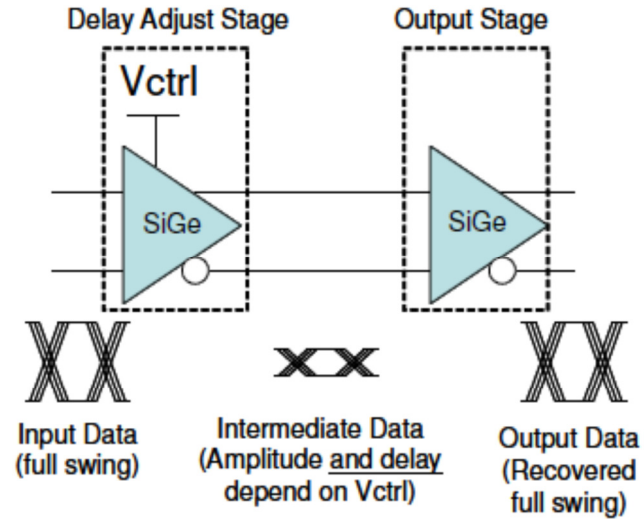 Delay Adjust Stage
Output Stage
Vctrl
SiGe
SiGe
Input Data
(full swing)
Intermediate Data
(Amplitude and delay
depend on Vctrl)
Output Data
(Recovered
full swing)